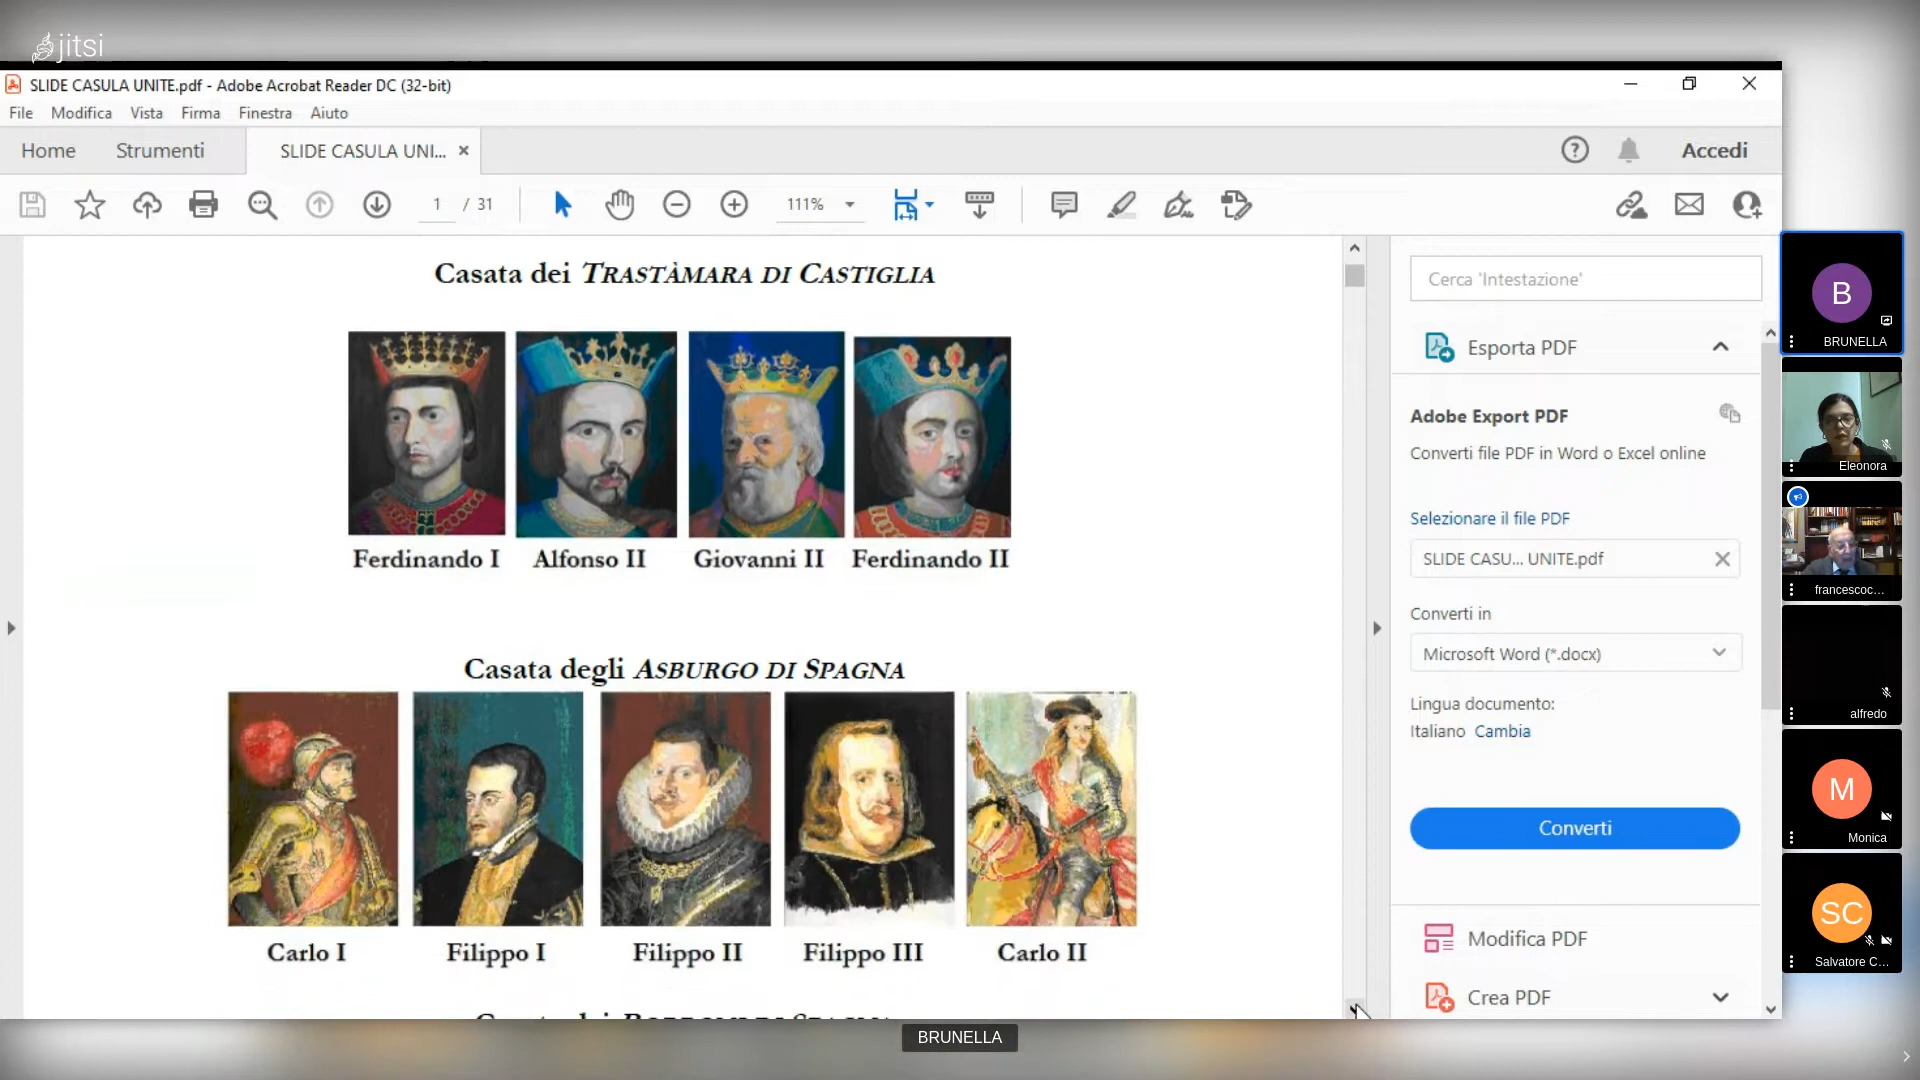 jitsi
SLIDE CASULA UNITE.pdf - Adobe Acrobat Reader DC (32-bit)
File Modifica Vista Firma Finestra Aiuto
Home Strumenti SLIDE CASULA UNI... Accedi
1 / 31 111%
Casata dei TRASTÀMARA DI CASTIGLIA
Ferdinando I Alfonso II Giovanni II Ferdinando II
Casata degli ASBURGO DI SPAGNA
Carlo I Filippo I Filippo II Filippo III Carlo II
Cerca 'Intestazione'
Esporta PDF
Adobe Export PDF
Converti file PDF in Word o Excel online
Selezionare il file PDF
SLIDE CASU... UNITE.pdf
Converti in
Microsoft Word (*.docx)
Lingua documento:
Italiano Cambia
Converti
Modifica PDF
Crea PDF
B
BRUNELLA
Eleonora
francescoc...
alfredo
M
Monica
SC
Salvatore C...
BRUNELLA